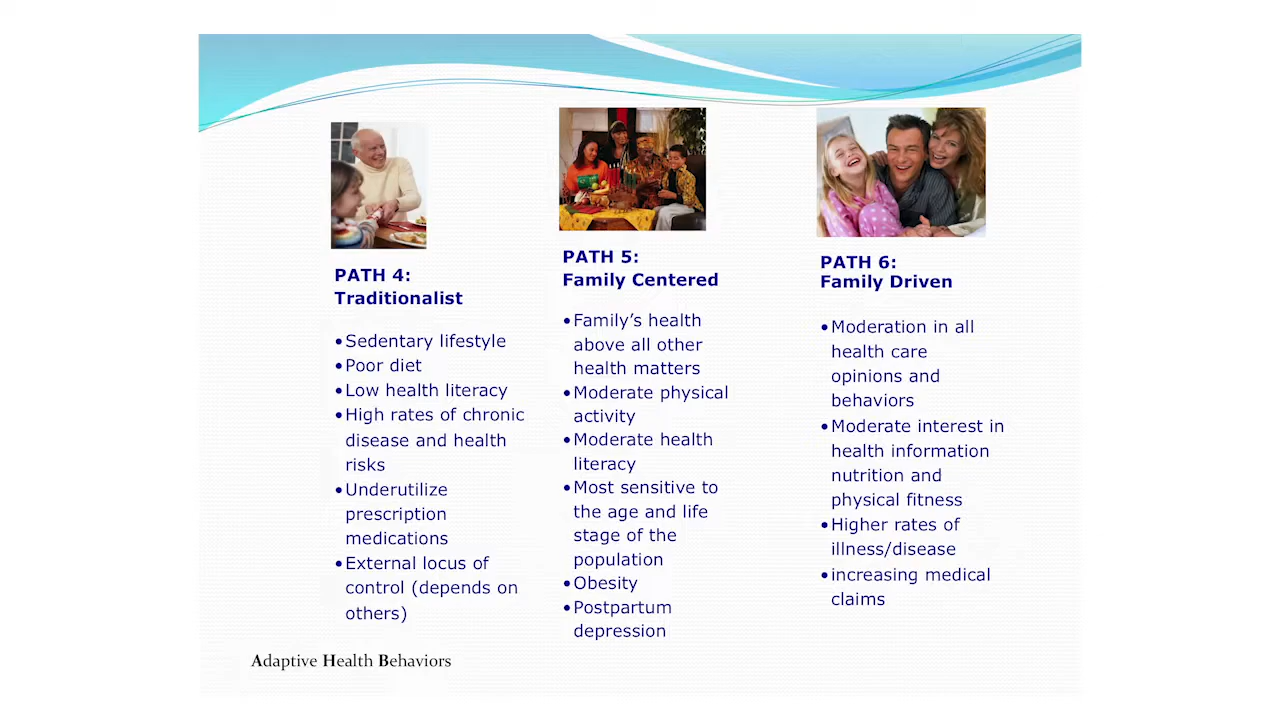 PATH 4:
Traditionalist
•Sedentary lifestyle
•Poor diet
•Low health literacy
•High rates of chronic
disease and health
risks
•Underutilize
prescription
medications
•External locus of
control (depends on
others)
PATH 5:
Family Centered
•Family’s health
above all other
health matters
•Moderate physical
activity
•Moderate health
literacy
•Most sensitive to
the age and life
stage of the
population
•Obesity
•Postpartum
depression
PATH 6:
Family Driven
•Moderation in all
health care
opinions and
behaviors
•Moderate interest in
health information
nutrition and
physical fitness
•Higher rates of
illness/disease
•increasing medical
claims
Adaptive Health Behaviors